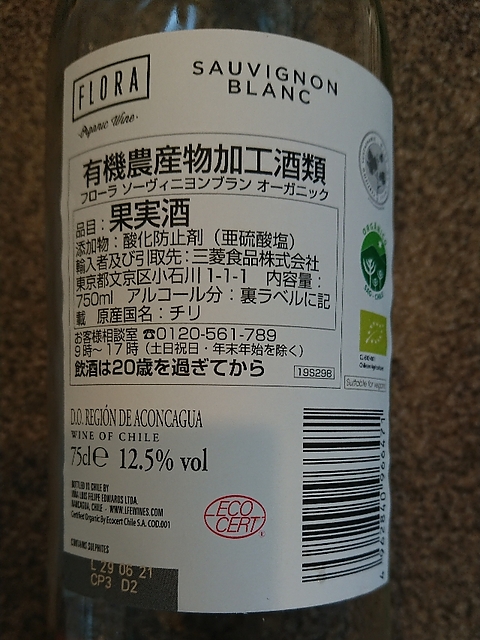 FLORA
Organic Wine
SAUVIGNON
BLANC
有機農産物加工酒類
フローラ ソーヴィニヨンブラン オーガニック
品目：果実酒
添加物：酸化防止剤（亜硫酸塩）
輸入者及び引取先：三菱食品株式会社
東京都文京区小石川1-1-1 内容量：
750ml アルコール分：裏ラベルに記
載 原産国名：チリ
お客様相談室 ☎0120-561-789
9時～17時（土日祝日・年末年始を除く）
飲酒は20歳を過ぎてから
19S298
Suitable for vegans
D.O. REGIÓN DE ACONCAGUA
WINE OF CHILE
75cl e 12.5% vol
BOTTLED IN CHILE BY
VIÑA LUIS FELIPE EDWARDS LTDA.
NANCAGUA, CHILE - WWW.LFEWINES.COM
Certified Organic By Ecocert Chile S.A. COD.001
ECO
CERT
CONTAINS SULPHITES
L 29 06 21
CP3 D2